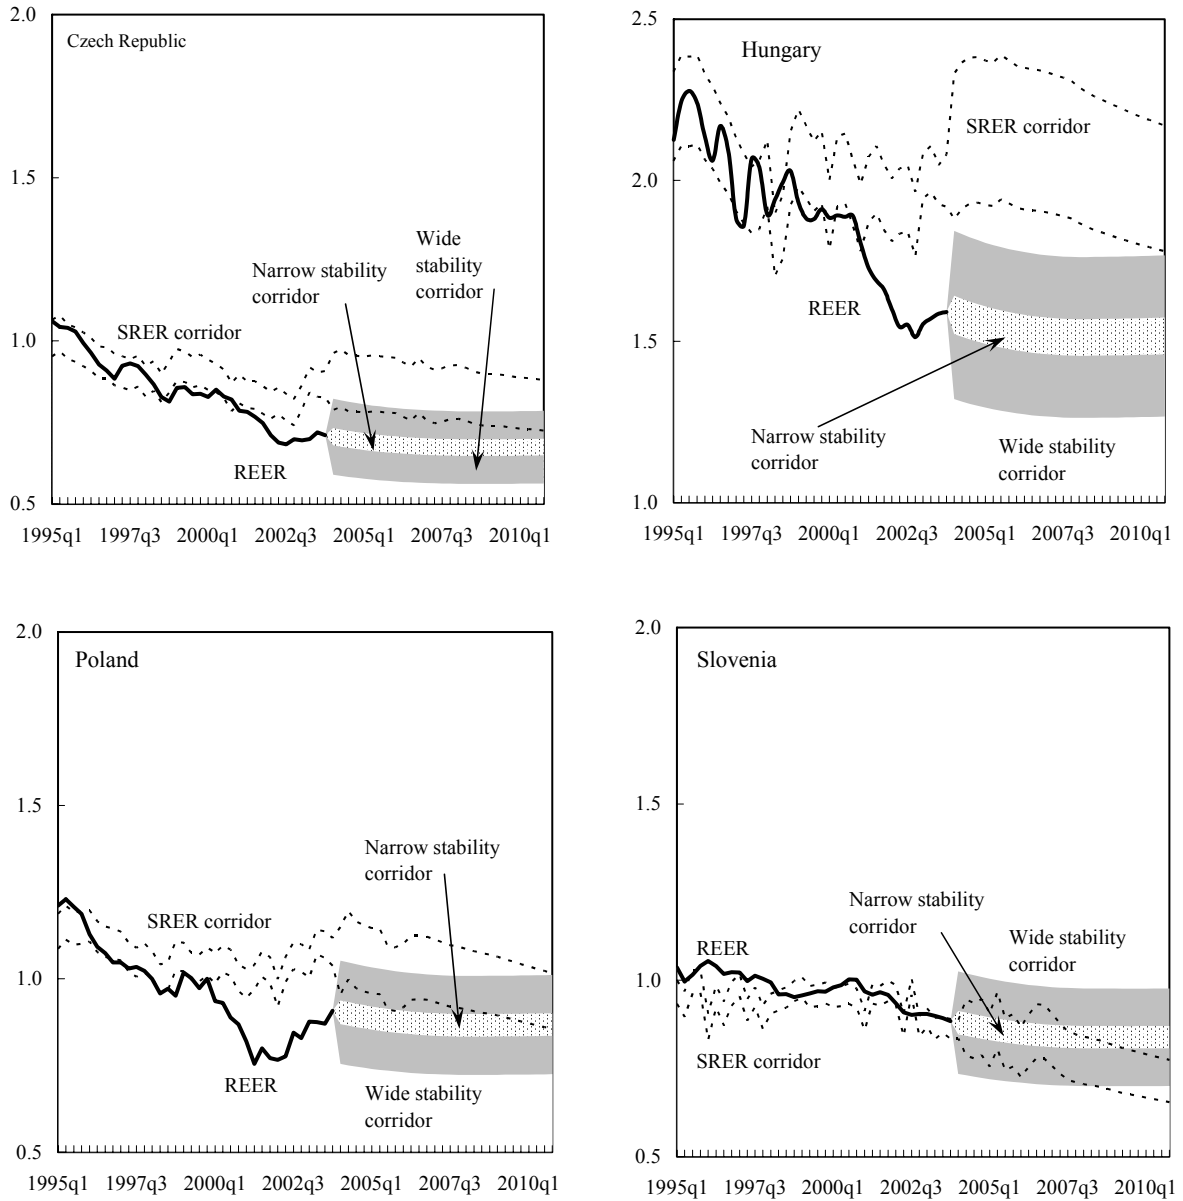 2.0
Czech Republic
1.5
Wide
stability
corridor
Narrow stability
corridor
SRER corridor
1.0
REER
0.5
1995q1 1997q3 2000q1 2002q3 2005q1 2007q3 2010q1
2.5
Hungary
SRER corridor
2.0
REER
1.5
Narrow stability
corridor
Wide stability
corridor
1.0
1995q1 1997q3 2000q1 2002q3 2005q1 2007q3 2010q1
2.0
Poland
1.5
Narrow stability
corridor
SRER corridor
1.0
REER
Wide stability
corridor
0.5
1995q1 1997q3 2000q1 2002q3 2005q1 2007q3 2010q1
2.0
Slovenia
1.5
Narrow stability
corridor
Wide stability
corridor
REER
1.0
SRER corridor
0.5
1995q1 1997q3 2000q1 2002q3 2005q1 2007q3 2010q1